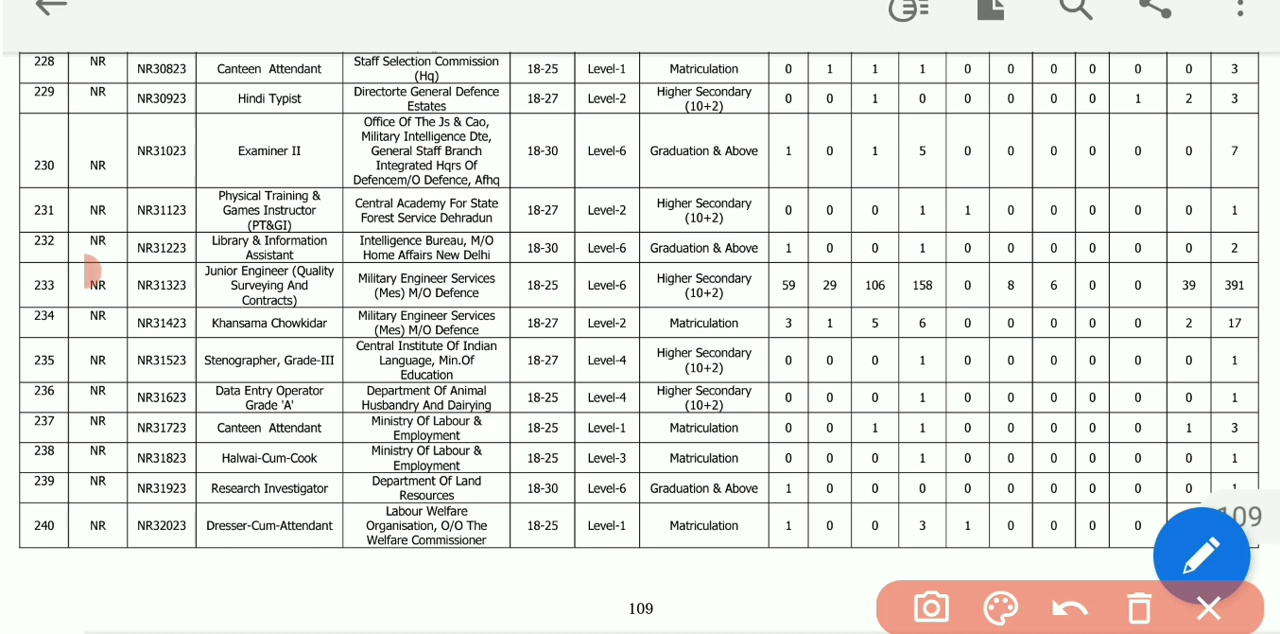 228 NR NR30823 Canteen Attendant Staff Selection Commission (Hq) 18-25 Level-1 Matriculation 0 1 1 1 0 0 0 0 0 0 3
229 NR NR30923 Hindi Typist Directorte General Defence Estates 18-27 Level-2 Higher Secondary (10+2) 0 0 1 0 0 0 0 0 1 2 3
230 NR NR31023 Examiner II Office Of The Js & Cao, Military Intelligence Dte, General Staff Branch Integrated Hqrs Of Defencem/O Defence, Afhq 18-30 Level-6 Graduation & Above 1 0 1 5 0 0 0 0 0 0 7
231 NR NR31123 Physical Training & Games Instructor (PT&GI) Central Academy For State Forest Service Dehradun 18-27 Level-2 Higher Secondary (10+2) 0 0 0 1 1 0 0 0 0 0 1
232 NR NR31223 Library & Information Assistant Intelligence Bureau, M/O Home Affairs New Delhi 18-30 Level-6 Graduation & Above 1 0 0 1 0 0 0 0 0 0 2
233 NR NR31323 Junior Engineer (Quality Surveying And Contracts) Military Engineer Services (Mes) M/O Defence 18-25 Level-6 Higher Secondary (10+2) 59 29 106 158 0 8 6 0 0 39 391
234 NR NR31423 Khansama Chowkidar Military Engineer Services (Mes) M/O Defence 18-27 Level-2 Matriculation 3 1 5 6 0 0 0 0 0 2 17
235 NR NR31523 Stenographer, Grade-III Central Institute Of Indian Language, Min.Of Education 18-27 Level-4 Higher Secondary (10+2) 0 0 0 1 0 0 0 0 0 0 1
236 NR NR31623 Data Entry Operator Grade 'A' Department Of Animal Husbandry And Dairying 18-25 Level-4 Higher Secondary (10+2) 0 0 0 1 0 0 0 0 0 0 1
237 NR NR31723 Canteen Attendant Ministry Of Labour & Employment 18-25 Level-1 Matriculation 0 0 1 1 0 0 0 0 0 1 3
238 NR NR31823 Halwai-Cum-Cook Ministry Of Labour & Employment 18-25 Level-3 Matriculation 0 0 0 1 0 0 0 0 0 0 1
239 NR NR31923 Research Investigator Department Of Land Resources 18-30 Level-6 Graduation & Above 1 0 0 0 0 0 0 0 0 0 1
240 NR NR32023 Dresser-Cum-Attendant Labour Welfare Organisation, O/O The Welfare Commissioner 18-25 Level-1 Matriculation 1 0 0 3 1 0 0 0 0
109
109